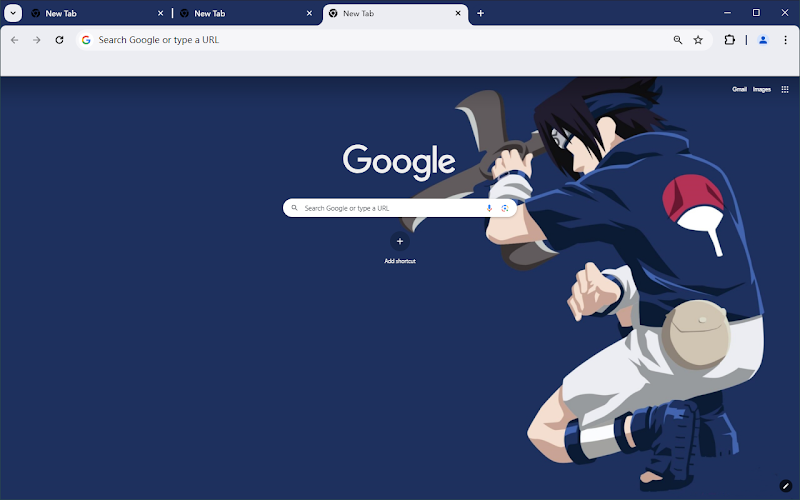 New Tab
New Tab
New Tab
Search Google or type a URL
Gmail Images
Google
Search Google or type a URL
Add shortcut